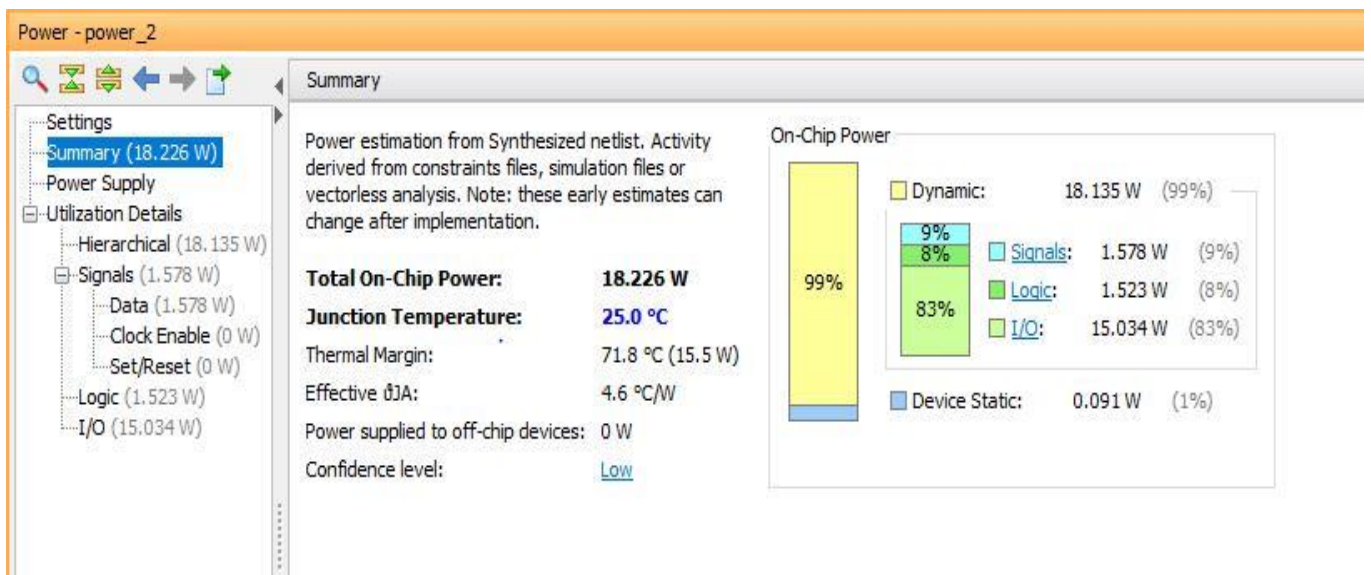 Power - power_2
Summary
Settings
Summary (18.226 W)
Power Supply
Utilization Details
Hierarchical (18.135 W)
Signals (1.578 W)
Data (1.578 W)
Clock Enable (0 W)
Set/Reset (0 W)
Logic (1.523 W)
I/O (15.034 W)
Power estimation from Synthesized netlist. Activity
derived from constraints files, simulation files or
vectorless analysis. Note: these early estimates can
change after implementation.
Total On-Chip Power: 18.226 W
Junction Temperature: 25.0 °C
Thermal Margin: 71.8 °C (15.5 W)
Effective ϑJA: 4.6 °C/W
Power supplied to off-chip devices: 0 W
Confidence level: Low
On-Chip Power
99%
Dynamic: 18.135 W (99%)
9%
8%
83%
Signals: 1.578 W (9%)
Logic: 1.523 W (8%)
I/O: 15.034 W (83%)
Device Static: 0.091 W (1%)